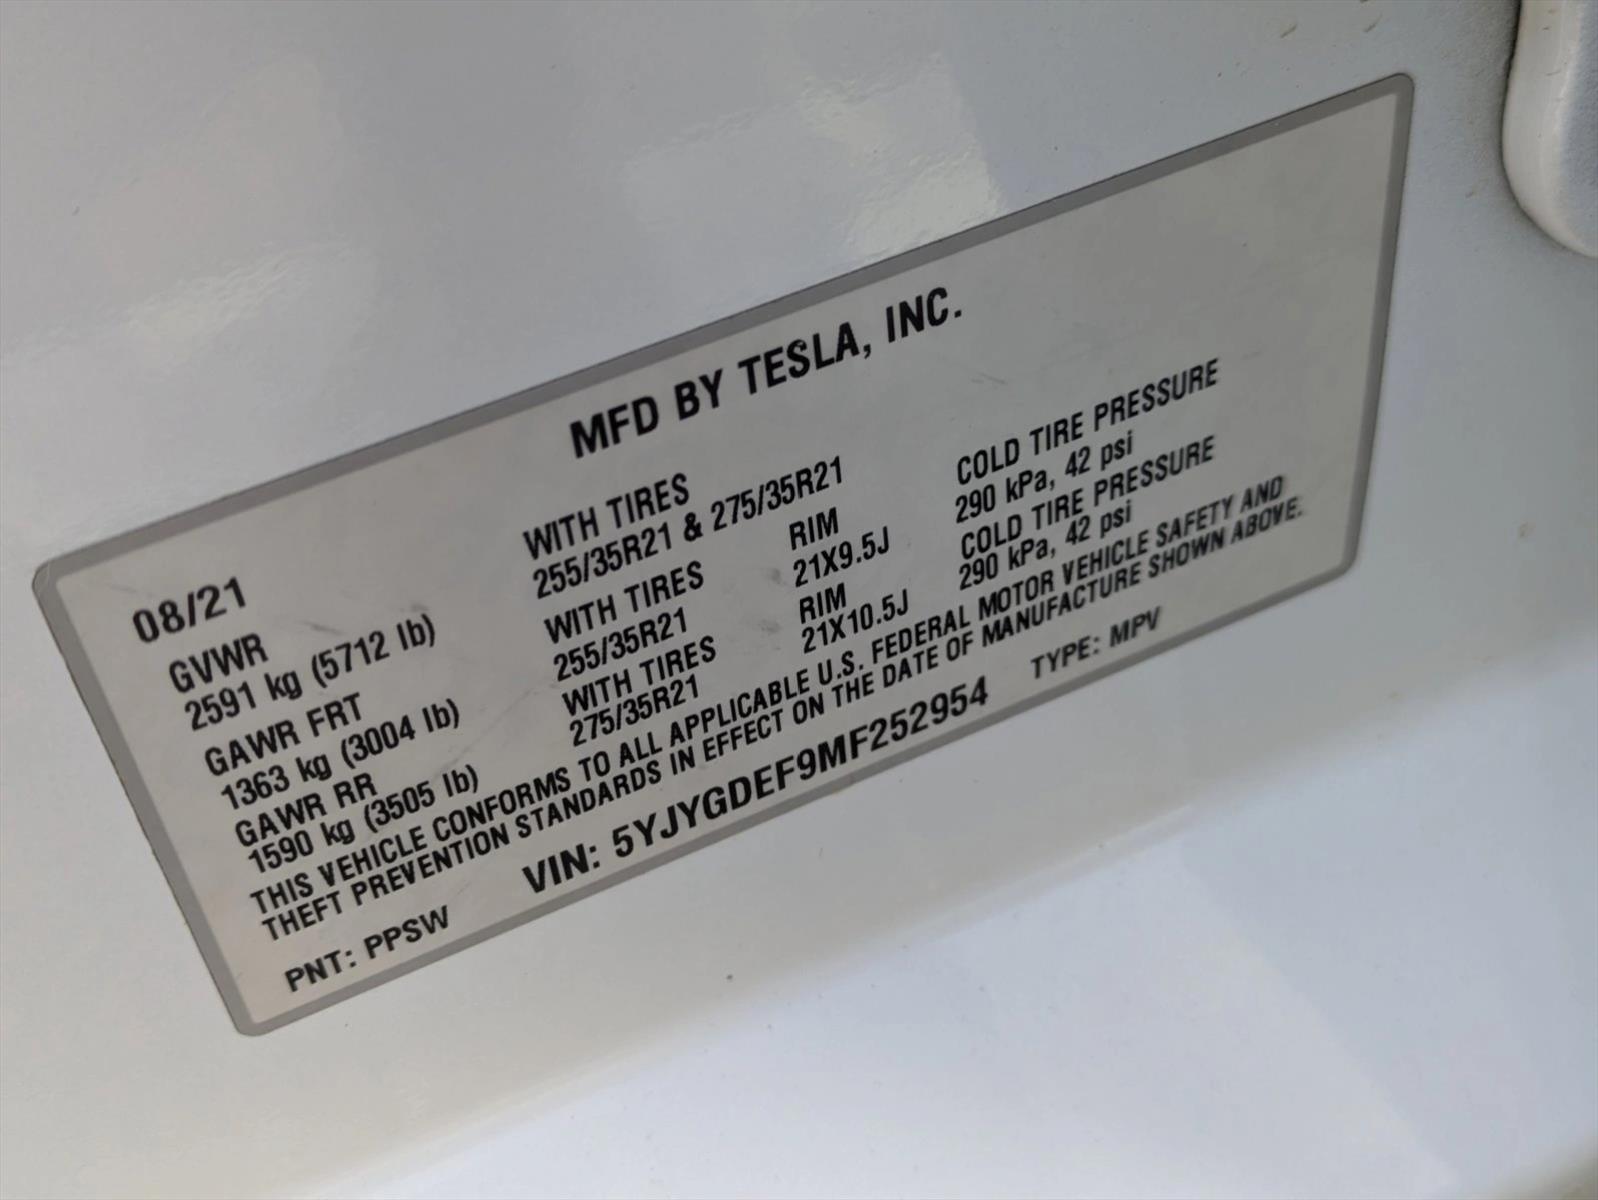 MFD BY TESLA, INC.
08/21
GVWR
2591 kg (5712 lb)
WITH TIRES
255/35R21 & 275/35R21
GAWR FRT
1363 kg (3004 lb)
WITH TIRES
255/35R21
RIM
21X9.5J
COLD TIRE PRESSURE
290 kPa, 42 psi
GAWR RR
1590 kg (3505 lb)
WITH TIRES
275/35R21
RIM
21X10.5J
COLD TIRE PRESSURE
290 kPa, 42 psi
THIS VEHICLE CONFORMS TO ALL APPLICABLE U.S. FEDERAL MOTOR VEHICLE SAFETY AND
THEFT PREVENTION STANDARDS IN EFFECT ON THE DATE OF MANUFACTURE SHOWN ABOVE.
PNT: PPSW VIN: 5YJYGDEF9MF252954 TYPE: MPV